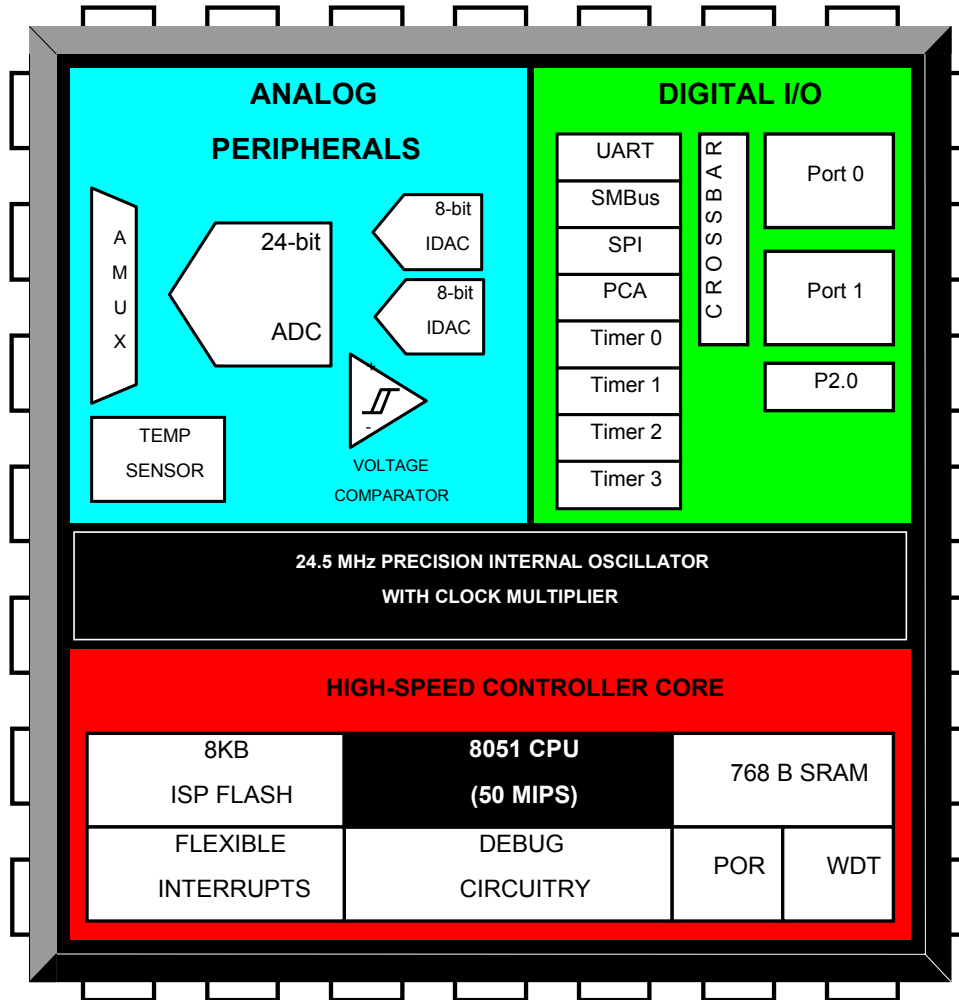 ANALOG
PERIPHERALS
A
M
U
X
24-bit
ADC
8-bit
IDAC
8-bit
IDAC
+
-
TEMP
SENSOR
VOLTAGE
COMPARATOR
DIGITAL I/O
UART
SMBus
SPI
PCA
Timer 0
Timer 1
Timer 2
Timer 3
CROSSBAR
Port 0
Port 1
P2.0
24.5 MHz PRECISION INTERNAL OSCILLATOR
WITH CLOCK MULTIPLIER
HIGH-SPEED CONTROLLER CORE
8KB
ISP FLASH
8051 CPU
(50 MIPS)
768 B SRAM
FLEXIBLE
INTERRUPTS
DEBUG
CIRCUITRY
POR
WDT